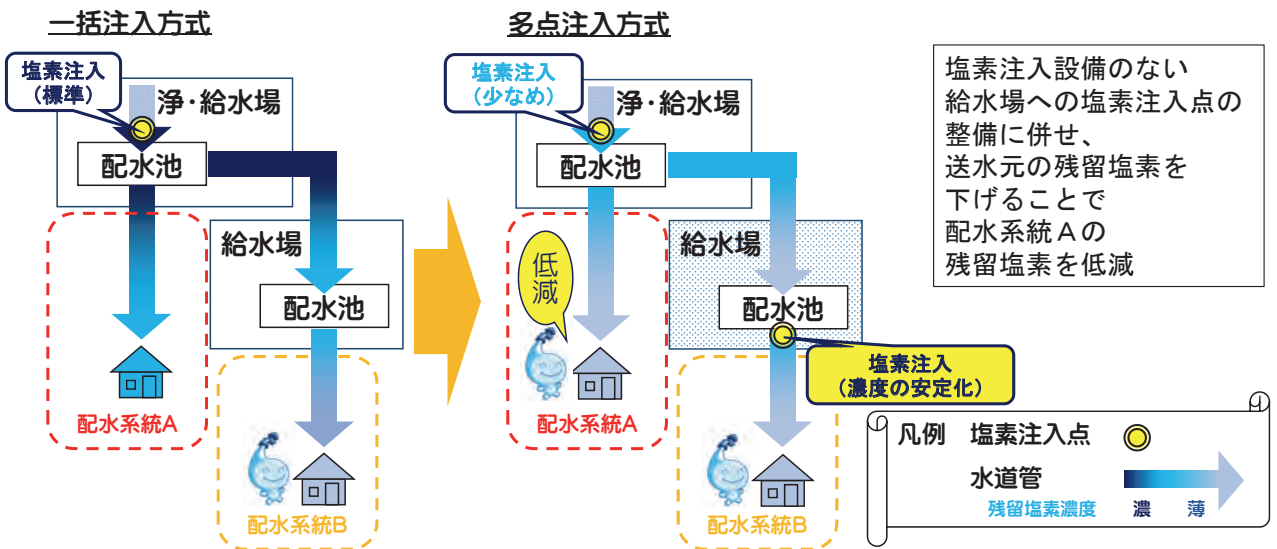 一括注入方式
塩素注入
（標準）
浄・給水場
配水池
給水場
配水池
配水系統A
配水系統B
多点注入方式
塩素注入
（少なめ）
浄・給水場
配水池
給水場
低減
配水池
塩素注入
（濃度の安定化）
配水系統A
配水系統B
塩素注入設備のない
給水場への塩素注入点の
整備に併せ、
送水元の残留塩素を
下げることで
配水系統Ａの
残留塩素を低減
凡例　塩素注入点
水道管
残留塩素濃度　濃　薄